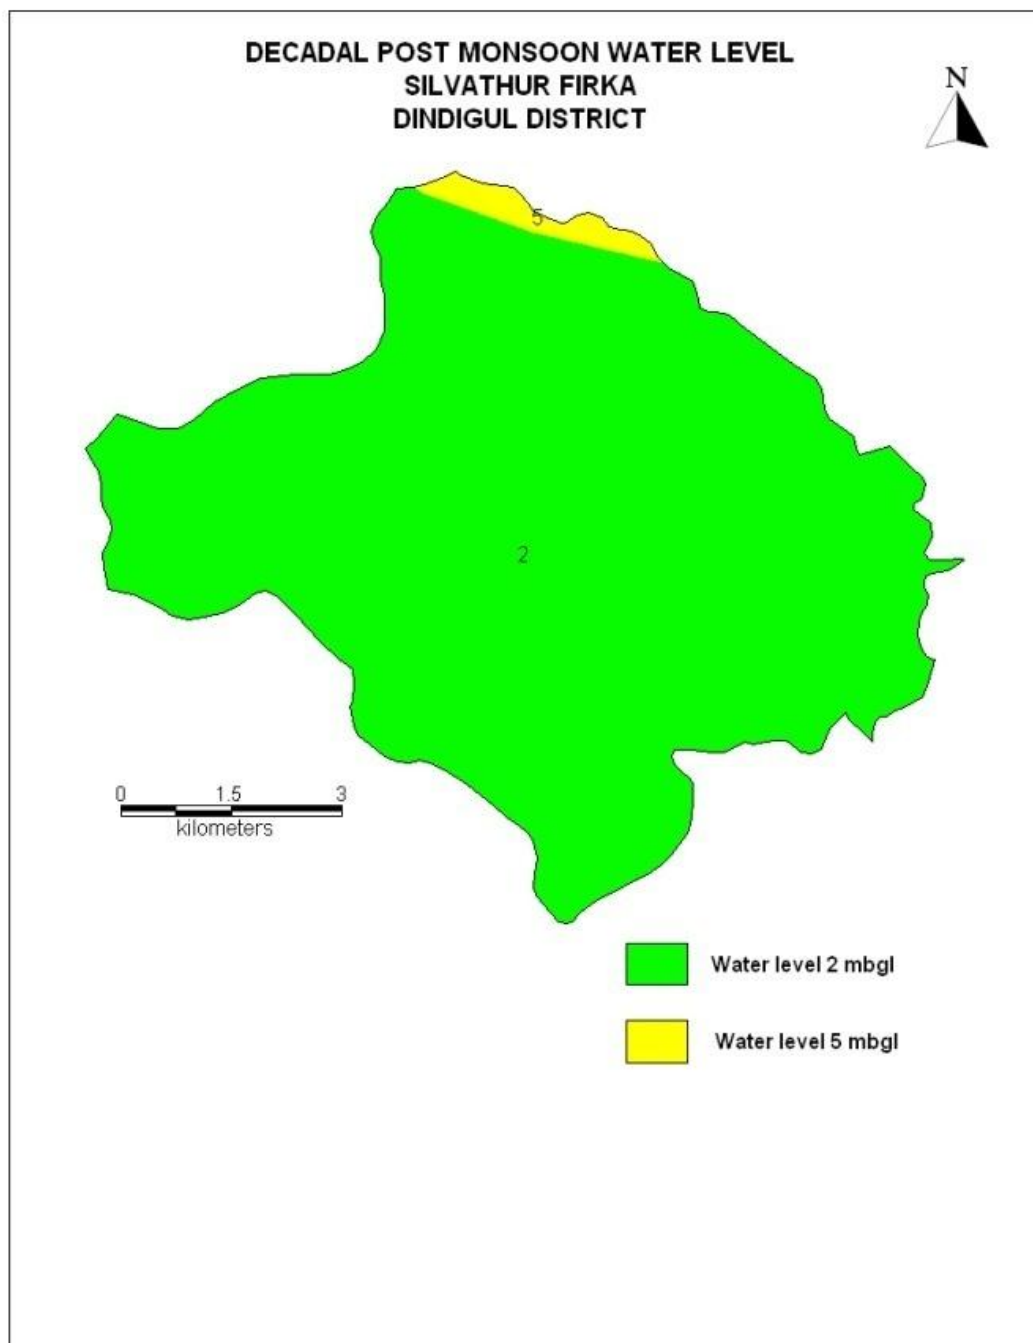 DECADAL POST MONSOON WATER LEVEL
SILVATHUR FIRKA
DINDIGUL DISTRICT
N
5
2
0 1.5 3
kilometers
Water level 2 mbgl
Water level 5 mbgl